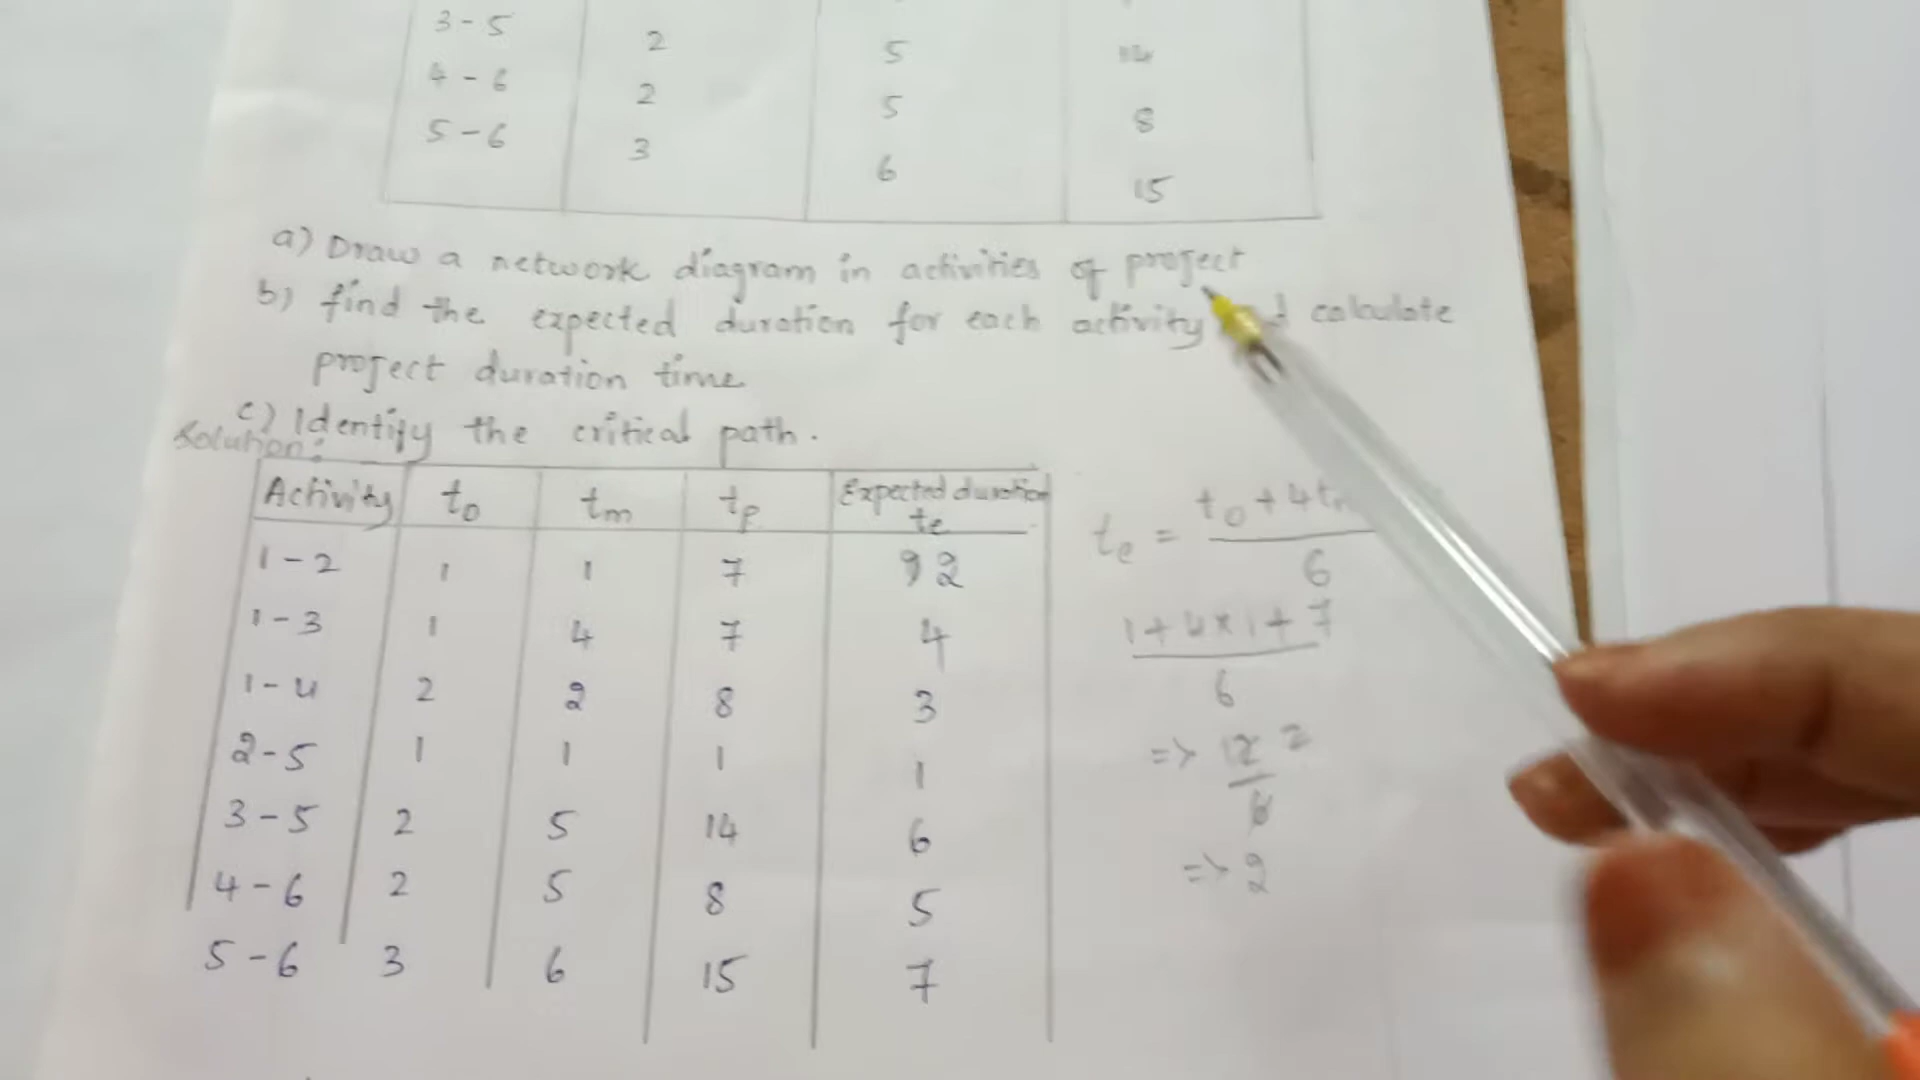 3 - 5 2 5 14
4 - 6 2 5 8
5 - 6 3 6 15
a) Draw a network diagram in activities of project
b) find the expected duration for each activity calculate
project duration time
c) Identify the critical path.
Solution:
Activity to tm tp Expected duration te
1 - 2 1 1 7 92
1 - 3 1 4 7 4
1 - 4 2 2 8 3
2 - 5 1 1 1 1
3 - 5 2 5 14 6
4 - 6 2 5 8 5
5 - 6 3 6 15 7
te = to + 4t
6
1 + 4 x 1 + 7
6
=> 12 2
6
=> 2